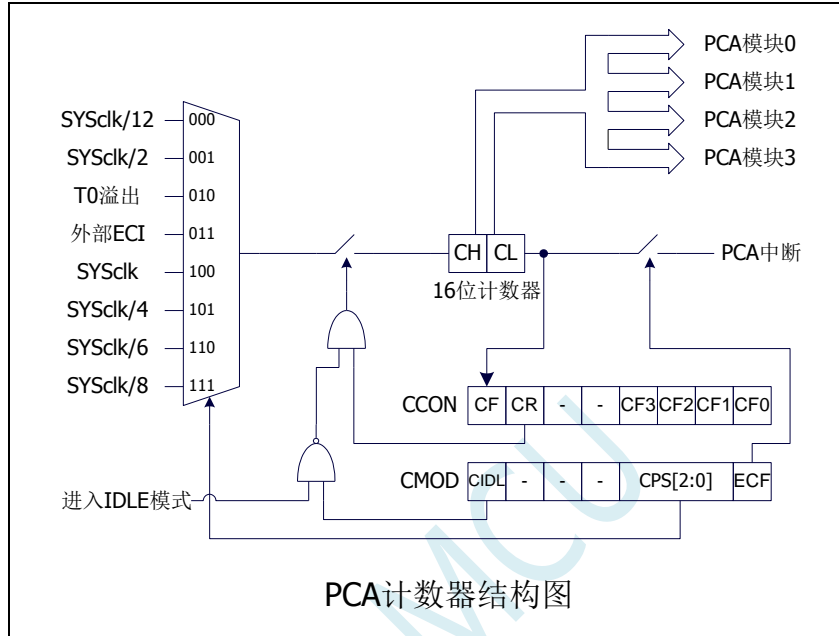 PCA模块0
PCA模块1
PCA模块2
PCA模块3
SYSclk/12 000
SYSclk/2 001
T0溢出 010
外部ECI 011
SYSclk 100
SYSclk/4 101
SYSclk/6 110
SYSclk/8 111
CH CL
PCA中断
16位计数器
CCON CF CR - - CF3 CF2 CF1 CF0
CMOD CIDL - - - CPS[2:0] ECF
进入IDLE模式
MCU
PCA计数器结构图